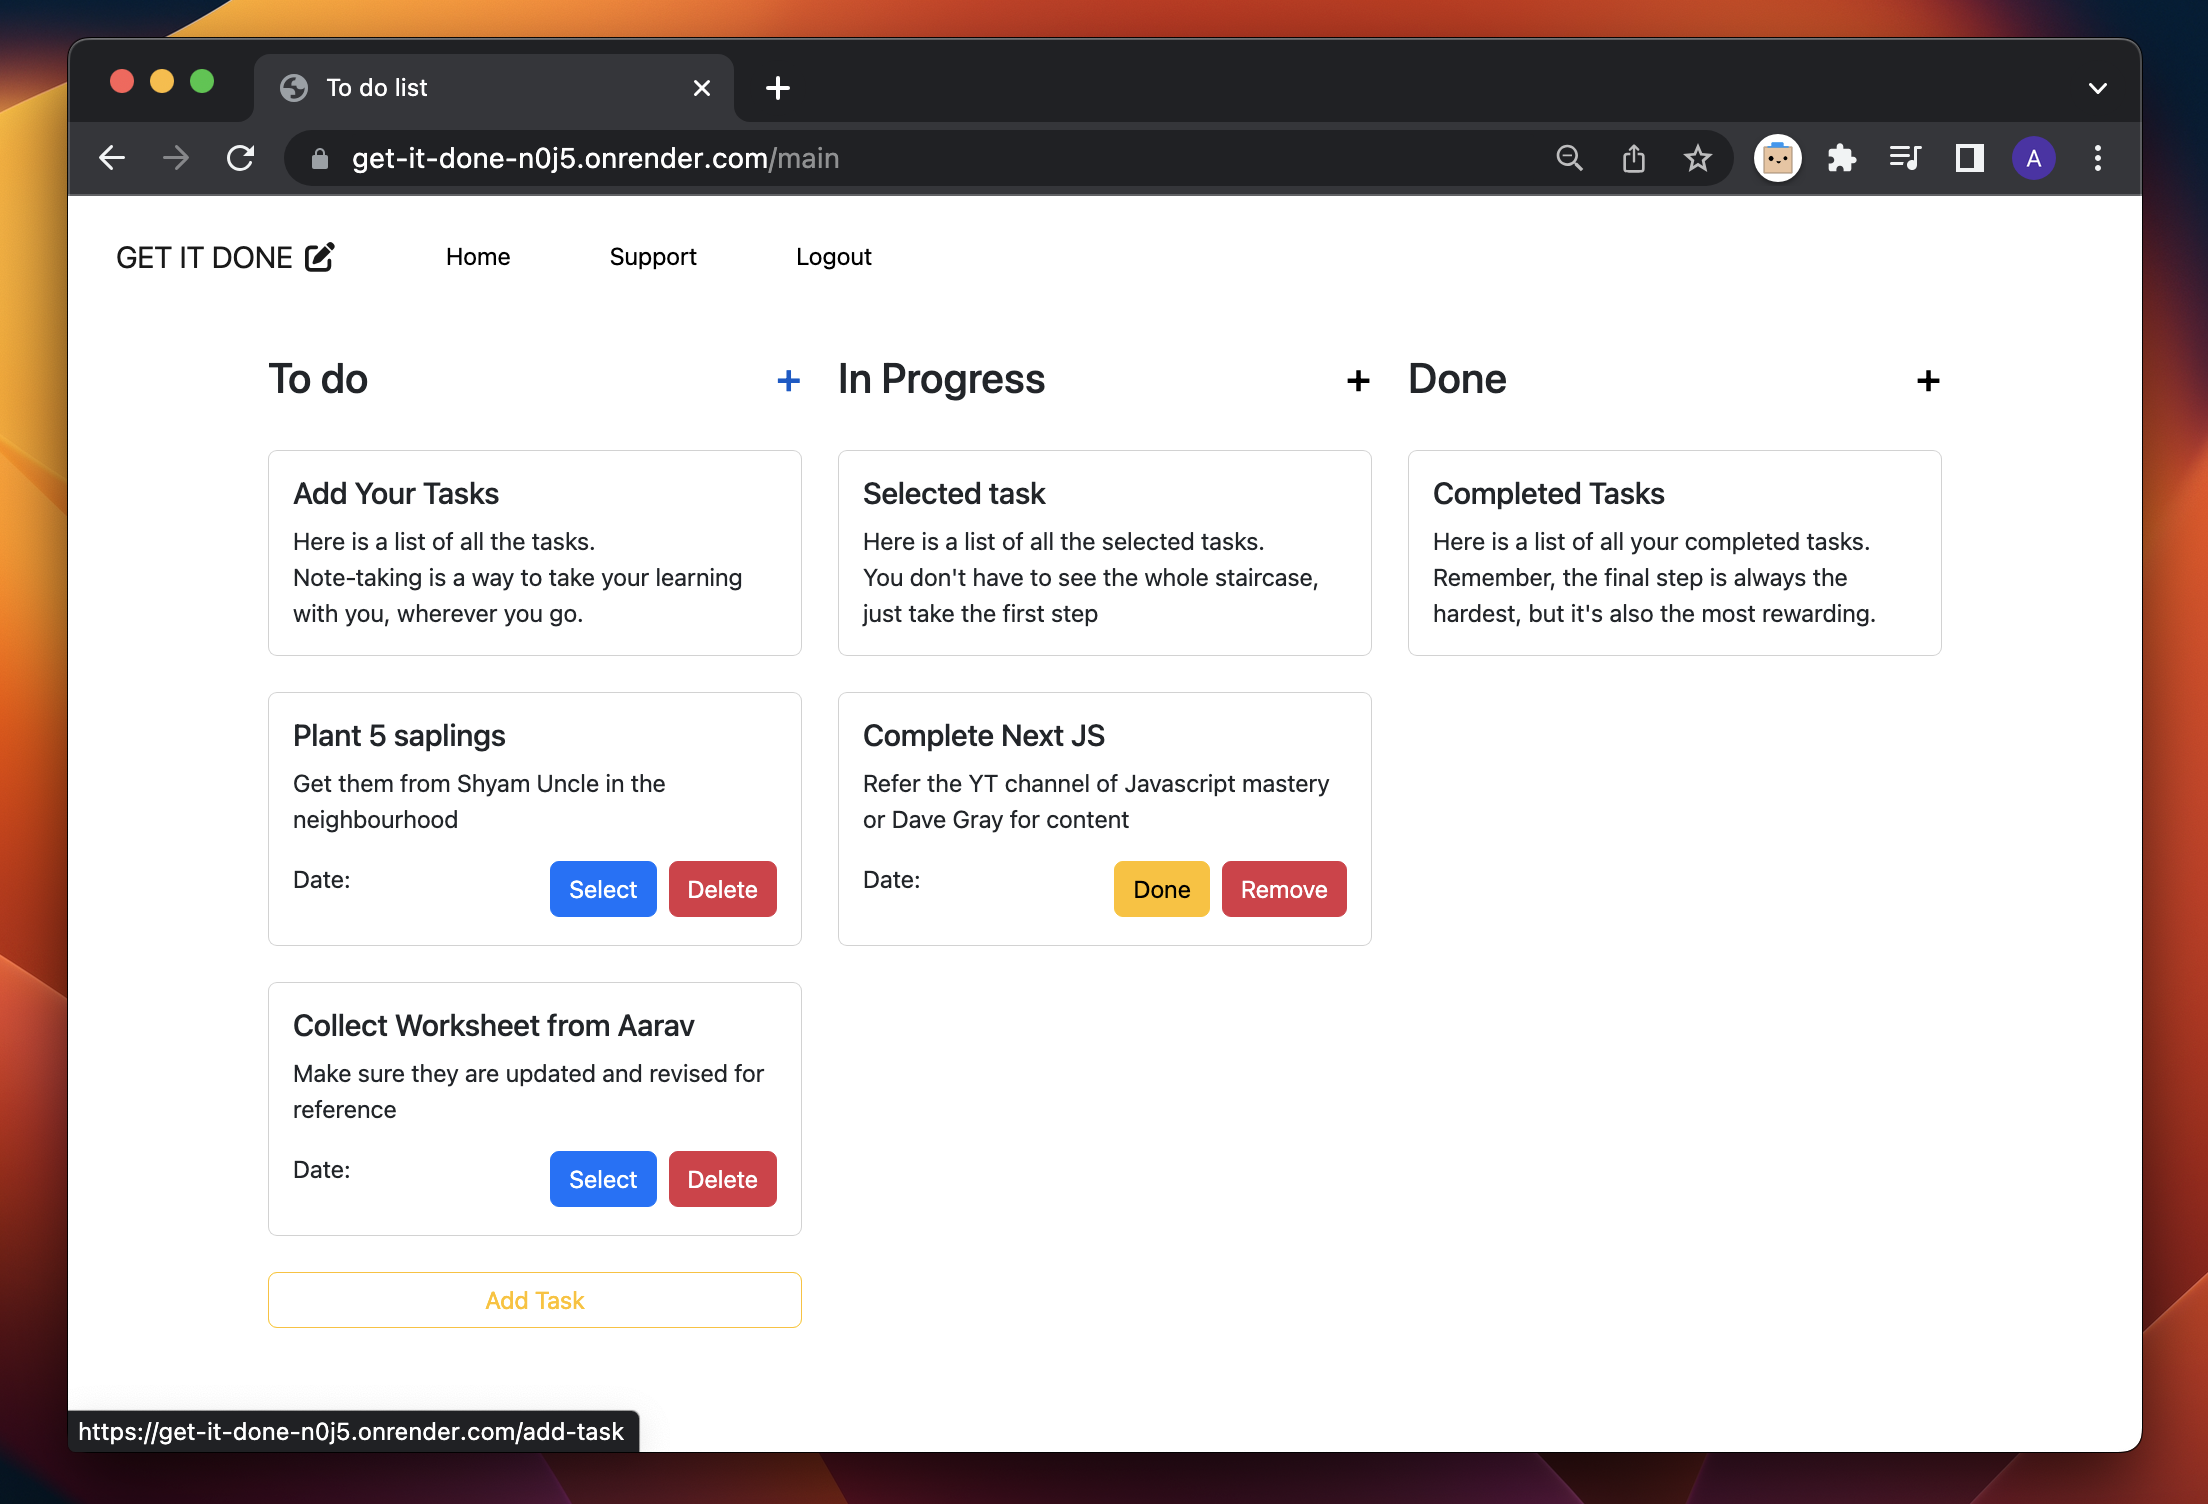 To do list
get-it-done-n0j5.onrender.com/main
A
GET IT DONE
Home
Support
Logout
To do
+
Add Your Tasks
Here is a list of all the tasks.
Note-taking is a way to take your learning
with you, wherever you go.
Plant 5 saplings
Get them from Shyam Uncle in the
neighbourhood
Date:
Select
Delete
Collect Worksheet from Aarav
Make sure they are updated and revised for
reference
Date:
Select
Delete
Add Task
In Progress
+
Selected task
Here is a list of all the selected tasks.
You don't have to see the whole staircase,
just take the first step
Complete Next JS
Refer the YT channel of Javascript mastery
or Dave Gray for content
Date:
Done
Remove
Done
+
Completed Tasks
Here is a list of all your completed tasks.
Remember, the final step is always the
hardest, but it's also the most rewarding.
https://get-it-done-n0j5.onrender.com/add-task